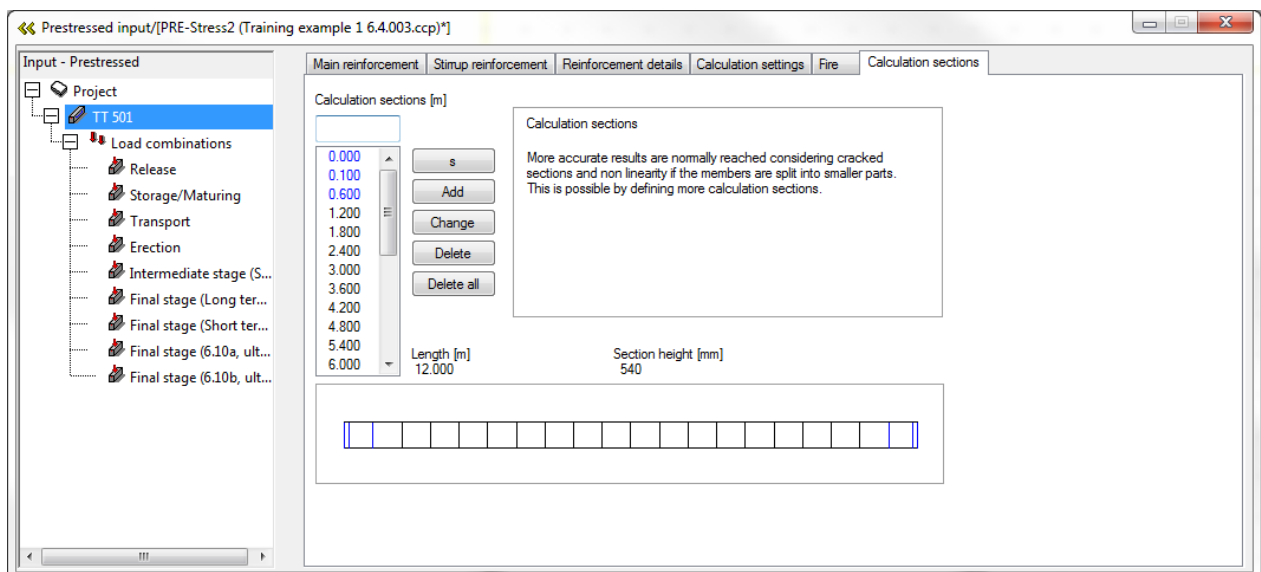 Prestressed input/[PRE-Stress2 (Training example 1 6.4.003.ccp)*]
Input - Prestressed
Project
TT 501
Load combinations
Release
Storage/Maturing
Transport
Erection
Intermediate stage (S...
Final stage (Long ter...
Final stage (Short ter...
Final stage (6.10a, ult...
Final stage (6.10b, ult...
Main reinforcement
Stirrup reinforcement
Reinforcement details
Calculation settings
Fire
Calculation sections
Calculation sections [m]
0.000
0.100
0.600
1.200
1.800
2.400
3.000
3.600
4.200
4.800
5.400
6.000
s
Add
Change
Delete
Delete all
Calculation sections
More accurate results are normally reached considering cracked
sections and non linearity if the members are split into smaller parts.
This is possible by defining more calculation sections.
Length [m]
12.000
Section height [mm]
540